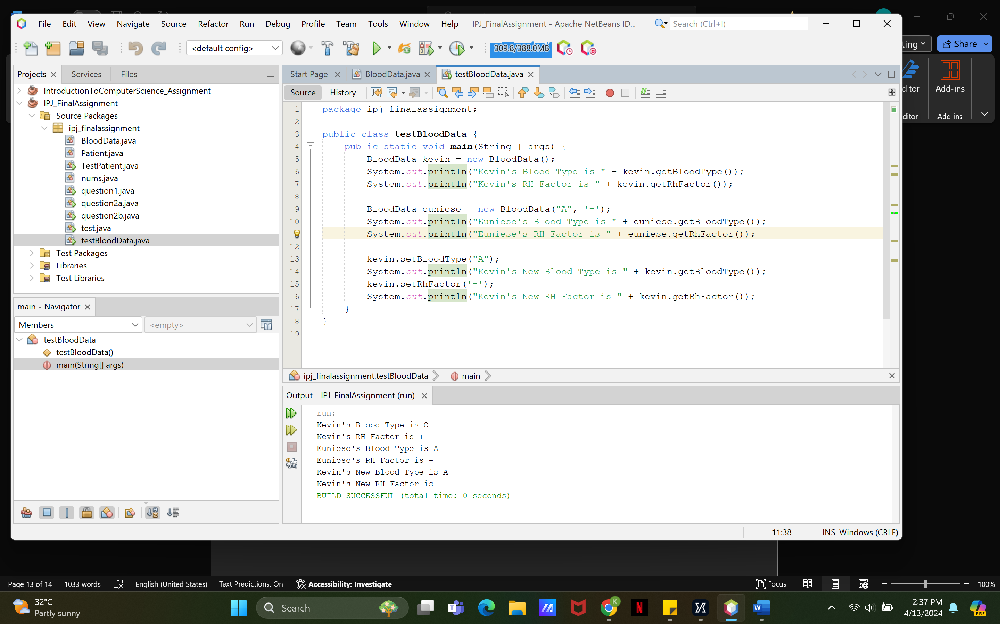 File Edit View Navigate Source Refactor Run Debug Profile Team Tools Window Help IPJ_FinalAssignment - Apache NetBeans ID... Search (Ctrl+I)
<default config> 309.8/388.0MB
ting Share
Projects Services Files
Start Page BloodData.java testBloodData.java
Source History
ditor Add-ins
ditor Add-ins
IntroductionToComputerScience_Assignment
IPJ_FinalAssignment
Source Packages
ipj_finalassignment
BloodData.java
Patient.java
TestPatient.java
nums.java
question1.java
question2a.java
question2b.java
test.java
testBloodData.java
Test Packages
Libraries
Test Libraries
main - Navigator
Members <empty>
testBloodData
testBloodData()
main(String[] args)
1 package ipj_finalassignment;
2
3 public class testBloodData {
4 public static void main(String[] args) {
5 BloodData kevin = new BloodData();
6 System.out.println("Kevin's Blood Type is " + kevin.getBloodType());
7 System.out.println("Kevin's RH Factor is " + kevin.getRhFactor());
8
9 BloodData euniese = new BloodData("A", '-');
10 System.out.println("Euniese's Blood Type is " + euniese.getBloodType());
System.out.println("Euniese's RH Factor is " + euniese.getRhFactor());
12
13 kevin.setBloodType("A");
14 System.out.println("Kevin's New Blood Type is " + kevin.getBloodType());
15 kevin.setRhFactor('-');
16 System.out.println("Kevin's New RH Factor is " + kevin.getRhFactor());
17 }
18 }
19
ipj_finalassignment.testBloodData main
Output - IPJ_FinalAssignment (run)
run:
Kevin's Blood Type is O
Kevin's RH Factor is +
Euniese's Blood Type is A
Euniese's RH Factor is -
Kevin's New Blood Type is A
Kevin's New RH Factor is -
BUILD SUCCESSFUL (total time: 0 seconds)
11:38 INS Windows (CRLF)
Page 13 of 14 1033 words English (United States) Text Predictions: On Accessibility: Investigate Focus 100%
32°C
Partly sunny
Search
2:37 PM
4/13/2024
PRE